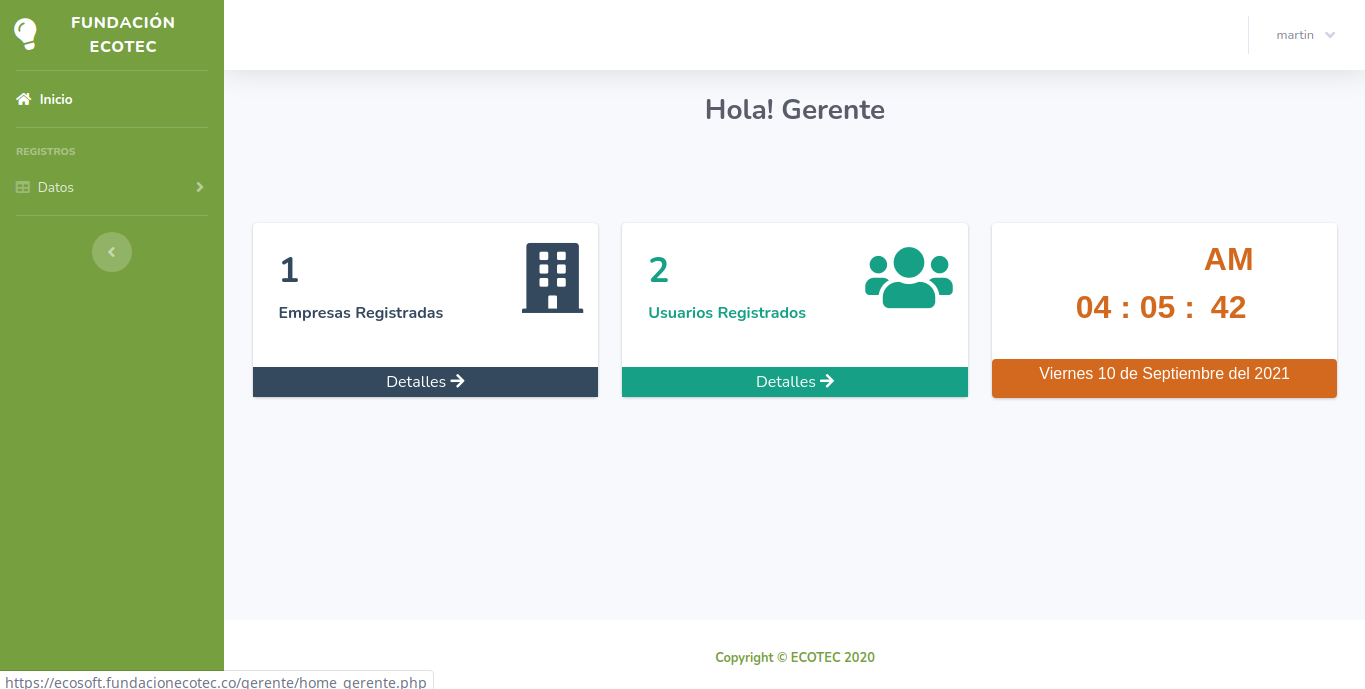 FUNDACIÓN
ECOTEC
martin
Inicio
REGISTROS
Datos
Hola! Gerente
1
Empresas Registradas
Detalles
2
Usuarios Registrados
Detalles
AM
04 : 05 : 42
Viernes 10 de Septiembre del 2021
Copyright © ECOTEC 2020
https://ecosoft.fundacionecotec.co/gerente/home_gerente.php